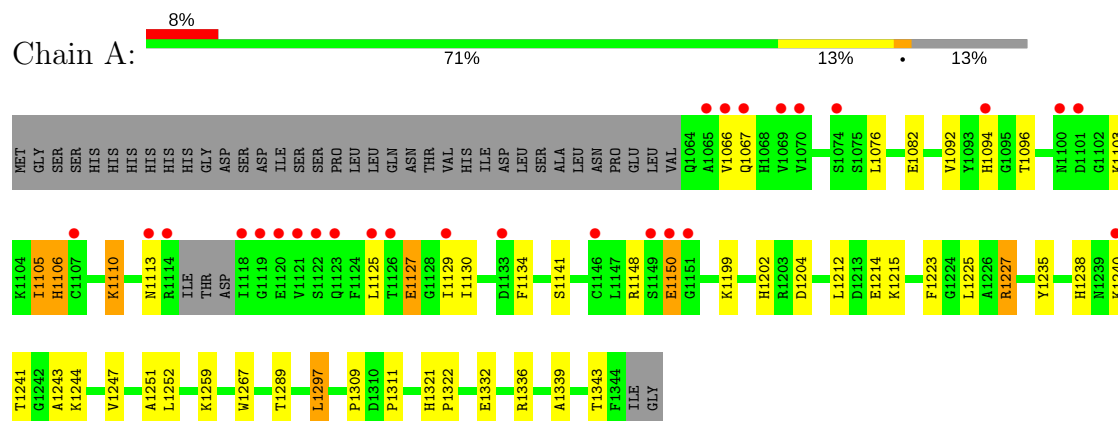 8%
Chain A:
71% 13% • 13%
MET GLY SER SER HIS HIS HIS HIS HIS HIS GLY ASP SER ASP ILE SER SER PRO LEU LEU GLN ASN THR VAL HIS ILE ASP LEU SER ALA LEU ASN PRO GLU LEU VAL Q1064 A1065 V1066 Q1067 H1068 V1069 V1070 S1074 S1075 L1076 E1082 V1092 Y1093 H1094 G1095 T1096 N1100 D1101 G1102 K1103
K1104 I1105 H1106 C1107 K1110 N1113 R1114 ILE THR ASP I1118 G1119 E1120 V1121 S1122 Q1123 F1124 L1125 T1126 E1127 G1128 I1129 I1130 D1133 F1134 S1141 C1146 L1147 R1148 S1149 E1150 G1151 K1199 H1202 R1203 D1204 L1212 D1213 E1214 K1215 F1223 G1224 L1225 A1226 R1227 Y1235 H1238 N1239 K1240
T1241 G1242 A1243 K1244 V1247 A1251 L1252 K1259 W1267 T1289 L1297 P1309 D1310 P1311 H1321 P1322 E1332 R1336 A1339 T1343 F1344 ILE GLY